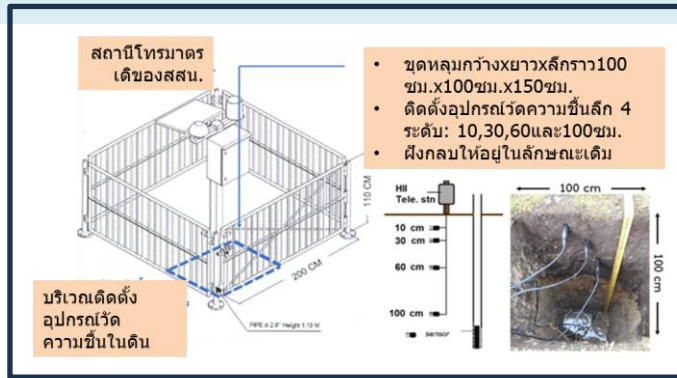 สถานีโทรมาตร
เดิของสสน.
• ขุดหลุมกว้างxยาวxลึกราว100
ซม.x100ซม.x150ซม.
• ติดตั้งอุปกรณ์วัดความชื้นลึก 4
ระดับ: 10,30,60และ100ซม.
• ฝังกลบให้อยู่ในลักษณะเดิม
110 CM
200 CM
PIPE ø 2.0" Height 1.10 M
บริเวณติดตั้ง
อุปกรณ์วัด
ความชื้นในดิน
HII
Tele. stn
10 cm
30 cm
60 cm
100 cm
sensor
100 cm
100 cm